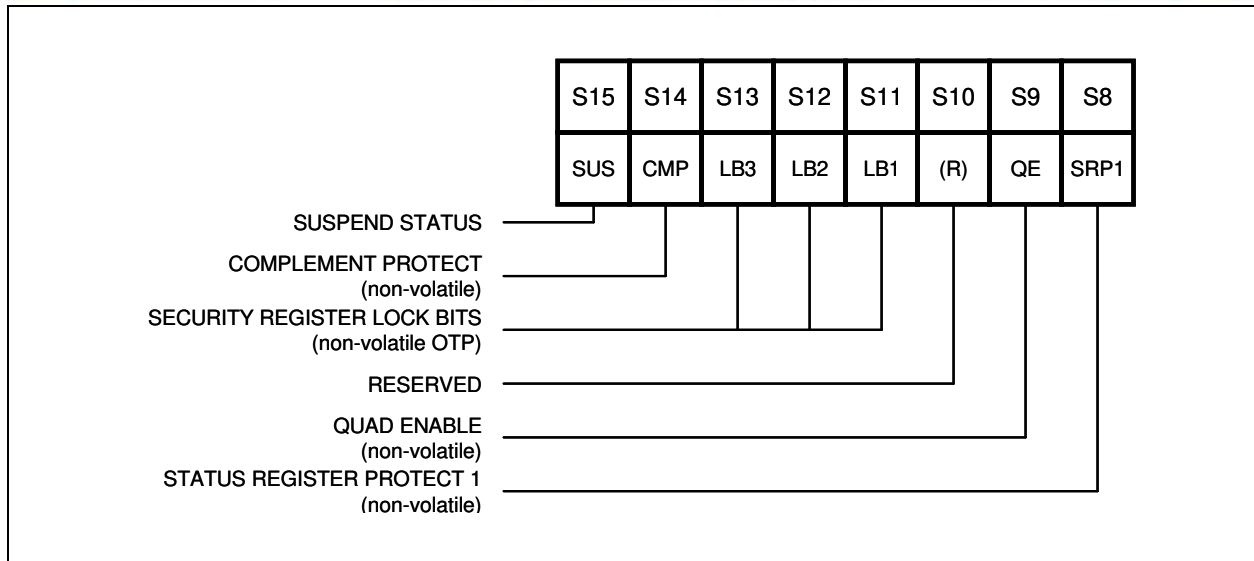 S15 S14 S13 S12 S11 S10 S9 S8
SUS CMP LB3 LB2 LB1 (R) QE SRP1
SUSPEND STATUS
COMPLEMENT PROTECT
(non-volatile)
SECURITY REGISTER LOCK BITS
(non-volatile OTP)
RESERVED
QUAD ENABLE
(non-volatile)
STATUS REGISTER PROTECT 1
(non-volatile)